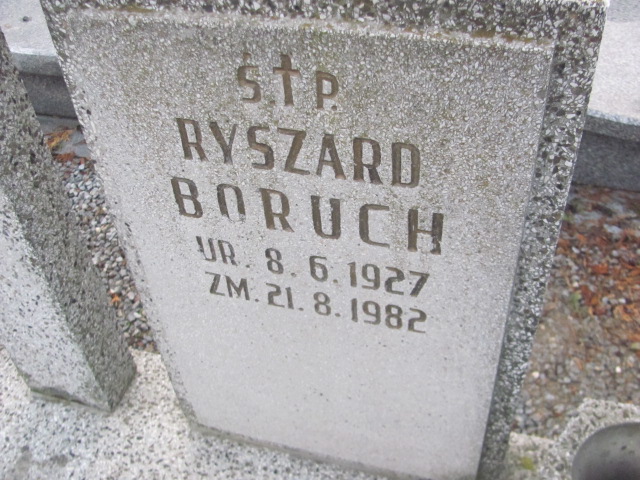 Ś.†P.
RYSZARD
BORUCH
UR. 8.6.1927
ZM. 21.8.1982